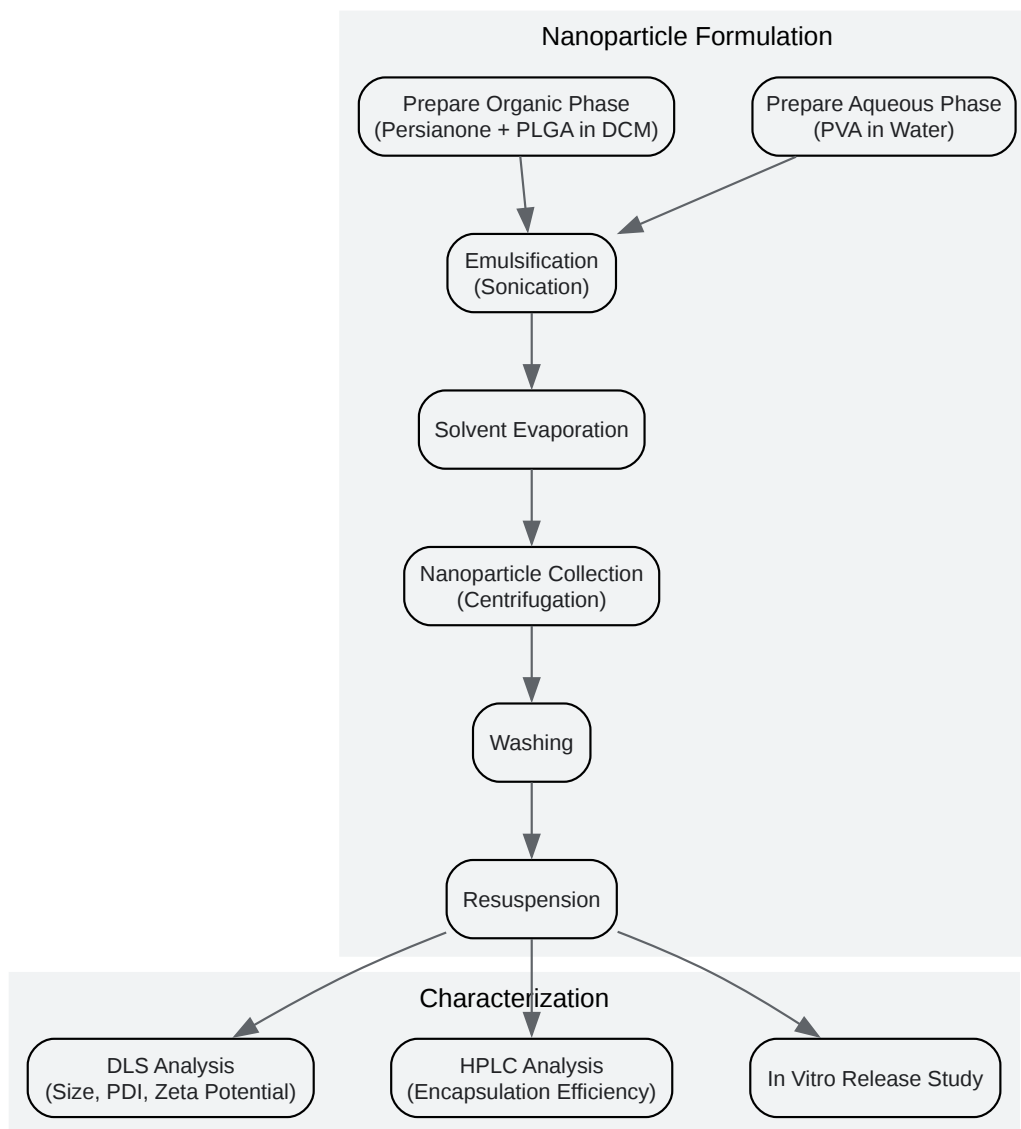 Nanoparticle Formulation
Prepare Organic Phase
(Persianone + PLGA in DCM)
Prepare Aqueous Phase
(PVA in Water)
Emulsification
(Sonication)
Solvent Evaporation
Nanoparticle Collection
(Centrifugation)
Washing
Resuspension
Characterization
DLS Analysis
(Size, PDI, Zeta Potential)
HPLC Analysis
(Encapsulation Efficiency)
In Vitro Release Study